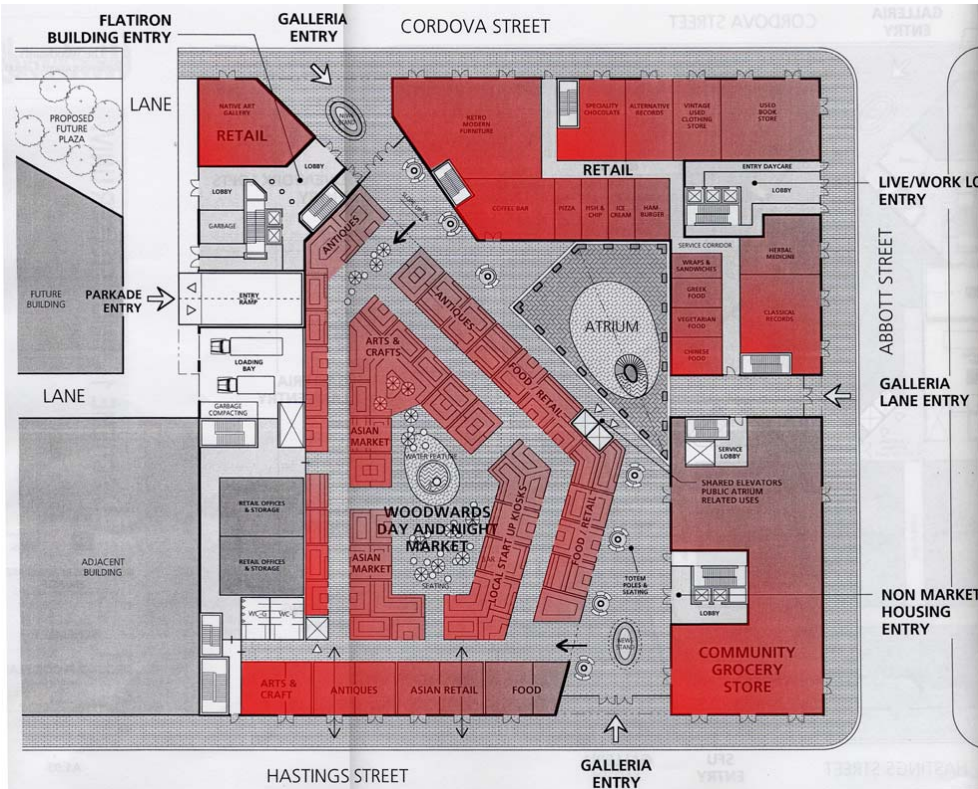 CORDOVA STREET
FLATIRON
BUILDING ENTRY
GALLERIA
ENTRY
LANE
PROPOSED
FUTURE
PLAZA
NATIVE ART
GALLERY
RETAIL
LOBBY
LOBBY
GARBAGE
NEWS
STAND
RETRO
MODERN
FURNITURE
SPECIALITY
CHOCOLATE
ALTERNATIVE
RECORDS
VINTAGE
USED
CLOTHING
STORE
USED
BOOK
STORE
RETAIL
ENTRY DAYCARE
LOBBY
LIVE/WORK LO
ENTRY
COFFEE BAR
PIZZA
FISH &
CHIP
ICE
CREAM
HAM-
BURGER
ANTIQUES
SERVICE CORRIDOR
WRAPS &
SANDWICHES
GREEK
FOOD
VEGETARIAN
FOOD
CHINESE
FOOD
HERBAL
MEDICINE
CLASSICAL
RECORDS
ABBOTT STREET
FUTURE
BUILDING
PARKADE
ENTRY
ENTRY
RAMP
ANTIQUES
ATRIUM
ARTS &
CRAFTS
FOOD / RETAIL
LOADING
BAY
LANE
GARBAGE
COMPACTING
GALLERIA
LANE ENTRY
ASIAN
MARKET
WATER FEATURE
SERVICE
LOBBY
SHARED ELEVATORS
PUBLIC ATRIUM
RELATED USES
RETAIL OFFICES
& STORAGE
WOODWARDS
DAY AND NIGHT
MARKET
LOCAL START UP KIOSKS
FOOD / RETAIL
ADJACENT
BUILDING
RETAIL OFFICES
& STORAGE
ASIAN
MARKET
SEATING
TOTEM
POLES &
SEATING
LOBBY
NON MARKET
HOUSING
ENTRY
WC-G
WC-L
NEWS
STAND
COMMUNITY
GROCERY
STORE
ARTS &
CRAFT
ANTIQUES
ASIAN RETAIL
FOOD
HASTINGS STREET
GALLERIA
ENTRY